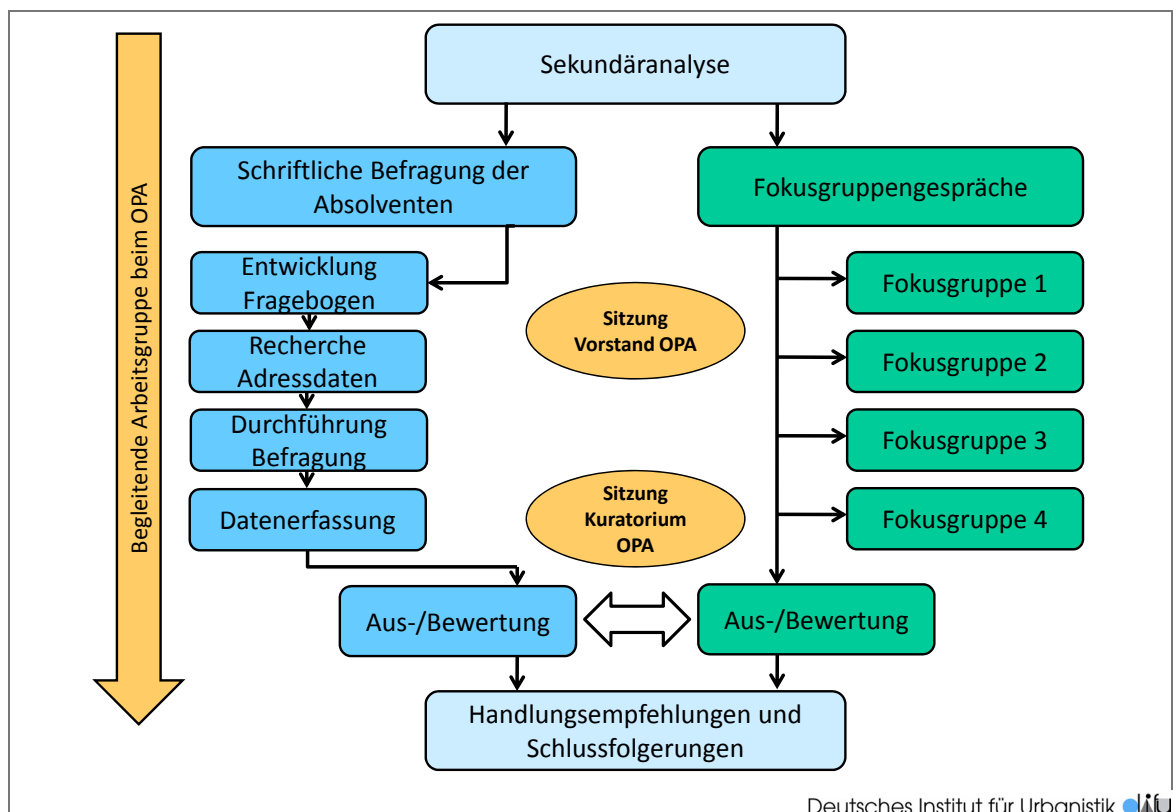 Sekundäranalyse
Begleitende Arbeitsgruppe beim OPA
Schriftliche Befragung der
Absolventen
Fokusgruppengespräche
Entwicklung
Fragebogen
Recherche
Adressdaten
Durchführung
Befragung
Datenerfassung
Sitzung
Vorstand OPA
Sitzung
Kuratorium
OPA
Fokusgruppe 1
Fokusgruppe 2
Fokusgruppe 3
Fokusgruppe 4
Aus-/Bewertung
Aus-/Bewertung
Handlungsempfehlungen und
Schlussfolgerungen
Deutsches Institut für Urbanistik